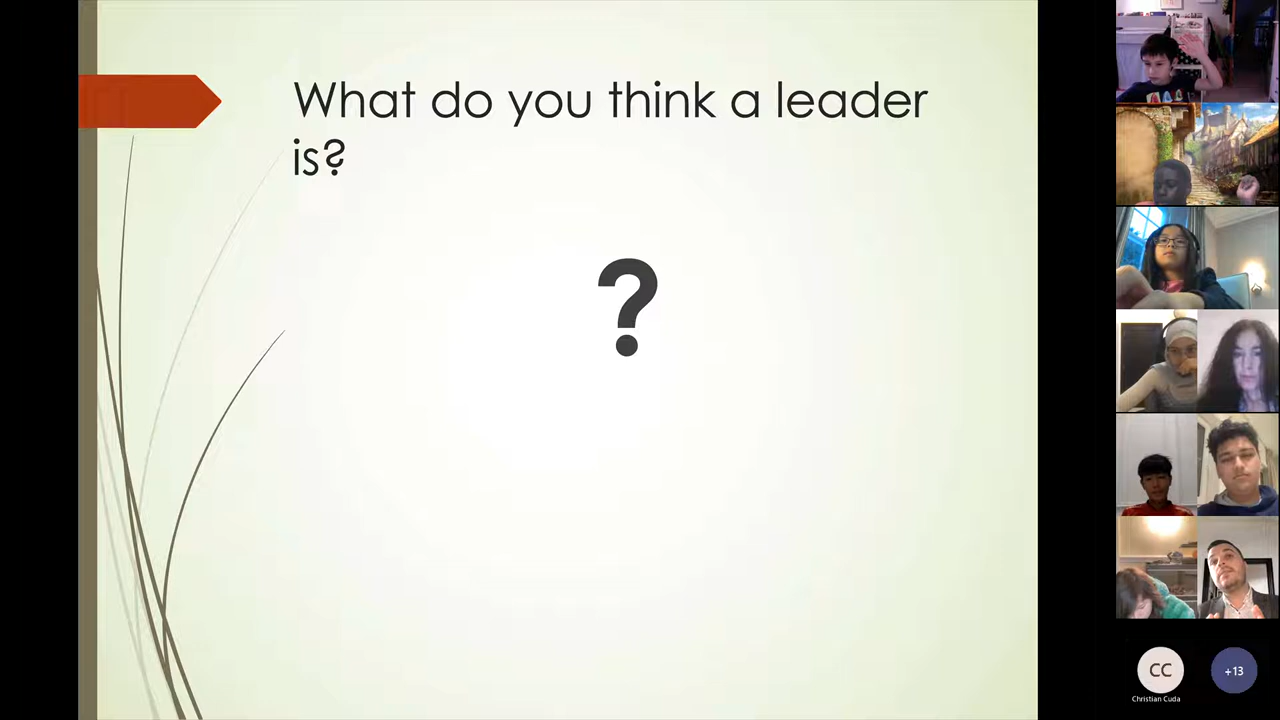 What do you think a leader
is?
?
CC
+13
Christian Cuda